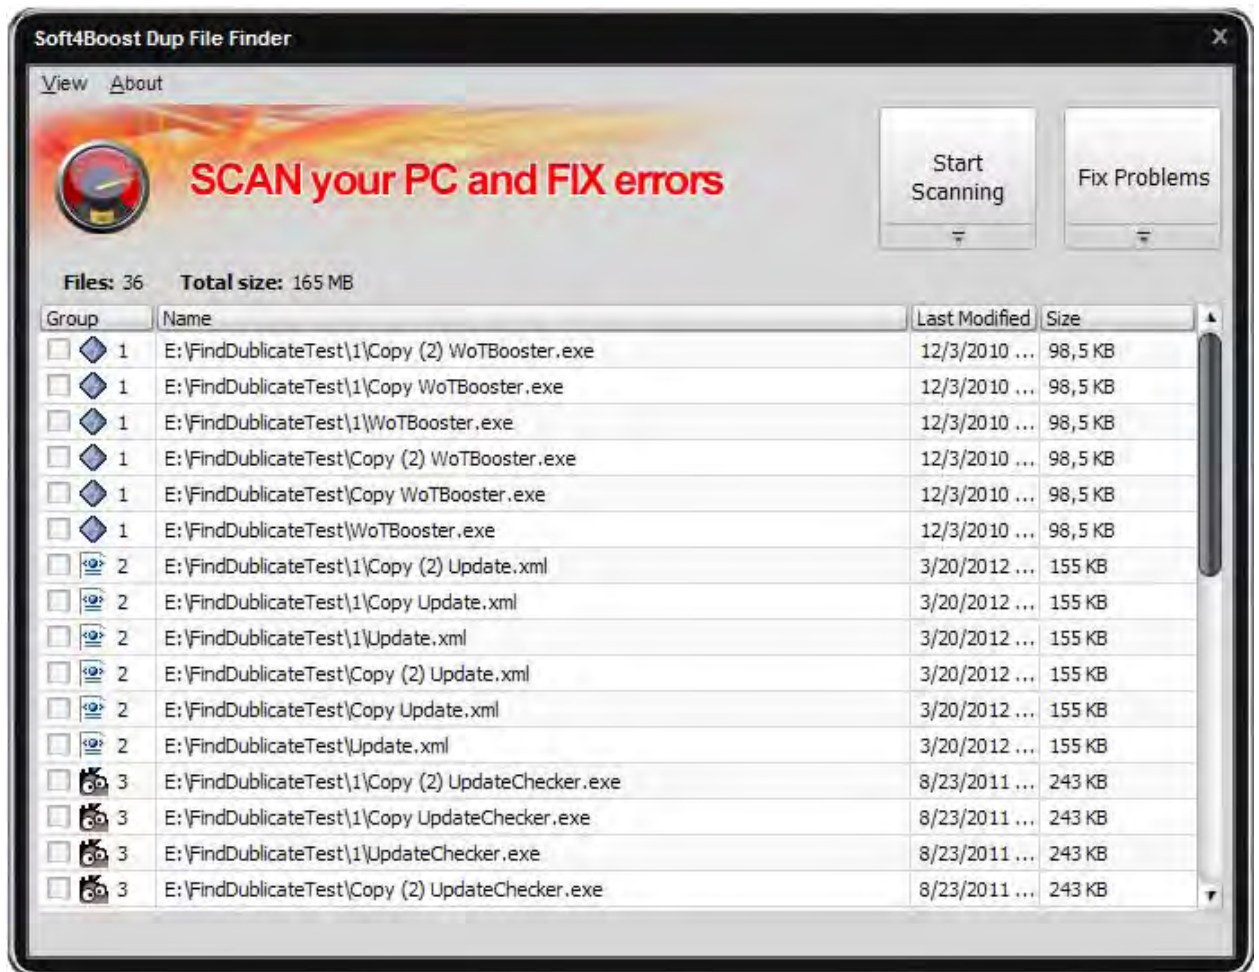 Soft4Boost Dup File Finder
View About
SCAN your PC and FIX errors
Start
Scanning
Fix Problems
Files: 36 Total size: 165 MB
Group Name Last Modified Size
1 E:\FindDublicateTest\1\Copy (2) WoTBooster.exe 12/3/2010 ... 98,5 KB
1 E:\FindDublicateTest\1\Copy WoTBooster.exe 12/3/2010 ... 98,5 KB
1 E:\FindDublicateTest\1\WoTBooster.exe 12/3/2010 ... 98,5 KB
1 E:\FindDublicateTest\Copy (2) WoTBooster.exe 12/3/2010 ... 98,5 KB
1 E:\FindDublicateTest\Copy WoTBooster.exe 12/3/2010 ... 98,5 KB
1 E:\FindDublicateTest\WoTBooster.exe 12/3/2010 ... 98,5 KB
2 E:\FindDublicateTest\1\Copy (2) Update.xml 3/20/2012 ... 155 KB
2 E:\FindDublicateTest\1\Copy Update.xml 3/20/2012 ... 155 KB
2 E:\FindDublicateTest\1\Update.xml 3/20/2012 ... 155 KB
2 E:\FindDublicateTest\Copy (2) Update.xml 3/20/2012 ... 155 KB
2 E:\FindDublicateTest\Copy Update.xml 3/20/2012 ... 155 KB
2 E:\FindDublicateTest\Update.xml 3/20/2012 ... 155 KB
3 E:\FindDublicateTest\1\Copy (2) UpdateChecker.exe 8/23/2011 ... 243 KB
3 E:\FindDublicateTest\1\Copy UpdateChecker.exe 8/23/2011 ... 243 KB
3 E:\FindDublicateTest\1\UpdateChecker.exe 8/23/2011 ... 243 KB
3 E:\FindDublicateTest\Copy (2) UpdateChecker.exe 8/23/2011 ... 243 KB